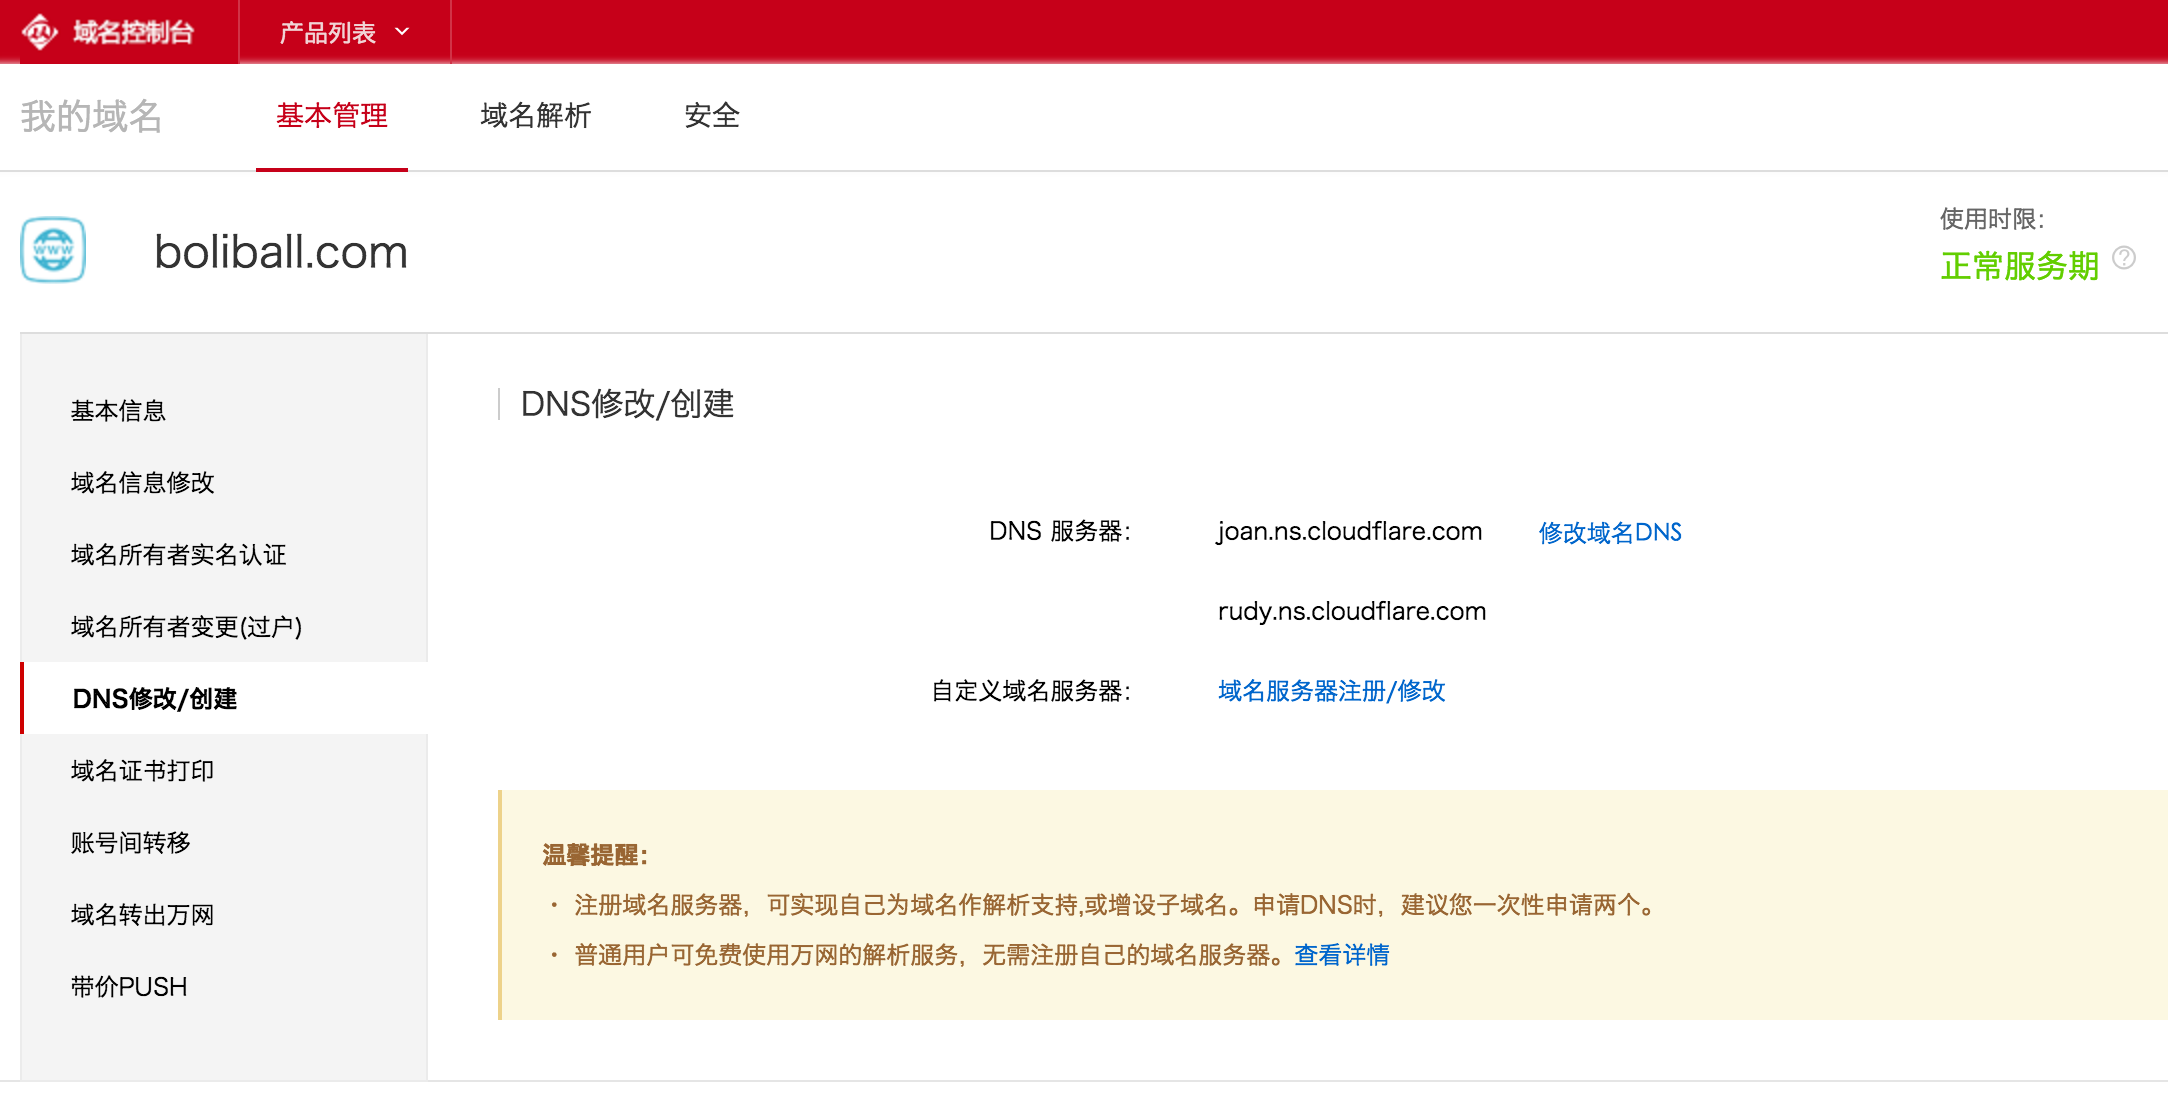 域名控制台 产品列表
我的域名 基本管理 域名解析 安全
使用时限：
www boliball.com
正常服务期 ?
基本信息
域名信息修改
域名所有者实名认证
域名所有者变更(过户)
DNS修改/创建
域名证书打印
账号间转移
域名转出万网
带价PUSH
DNS修改/创建
DNS 服务器： joan.ns.cloudflare.com 修改域名DNS
rudy.ns.cloudflare.com
自定义域名服务器： 域名服务器注册/修改
温馨提醒：
· 注册域名服务器，可实现自己为域名作解析支持,或增设子域名。申请DNS时，建议您一次性申请两个。
· 普通用户可免费使用万网的解析服务，无需注册自己的域名服务器。查看详情